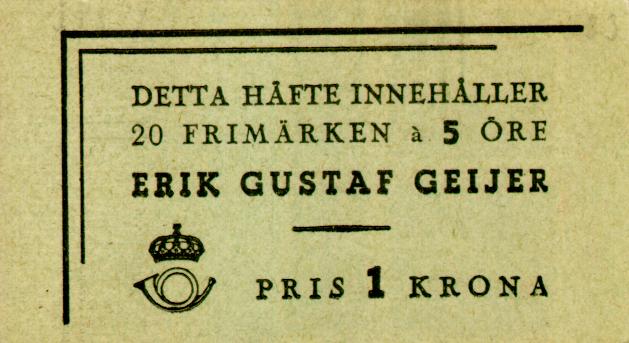 DETTA HÄFTE INNEHÅLLER
20 FRIMÄRKEN à 5 ÖRE
ERIK GUSTAF GEIJER
PRIS 1 KRONA